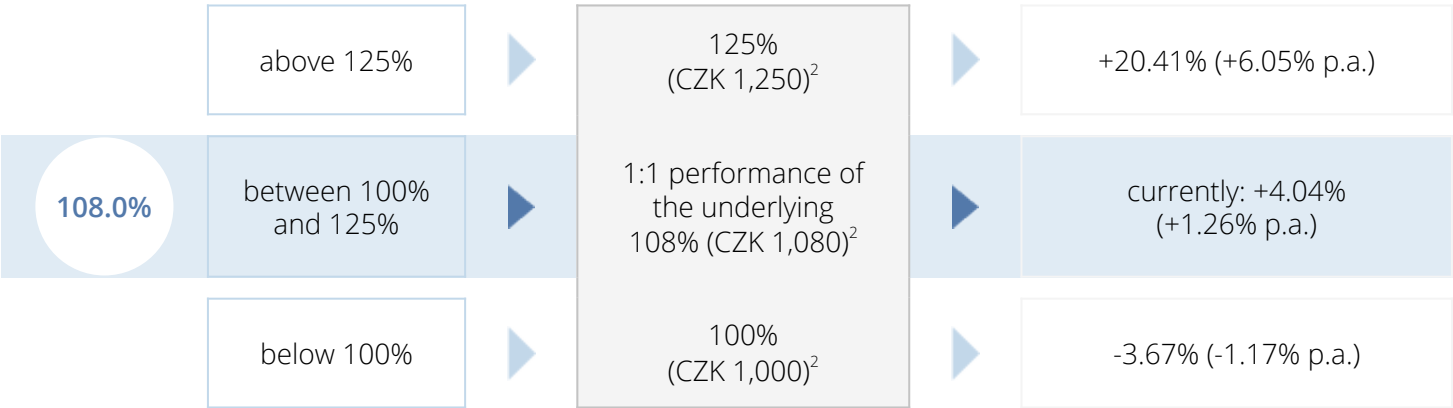 above 125%
125%
(CZK 1,250)²
+20.41% (+6.05% p.a.)
108.0%
between 100%
and 125%
1:1 performance of
the underlying
108% (CZK 1,080)²
currently: +4.04%
(+1.26% p.a.)
below 100%
100%
(CZK 1,000)²
-3.67% (-1.17% p.a.)